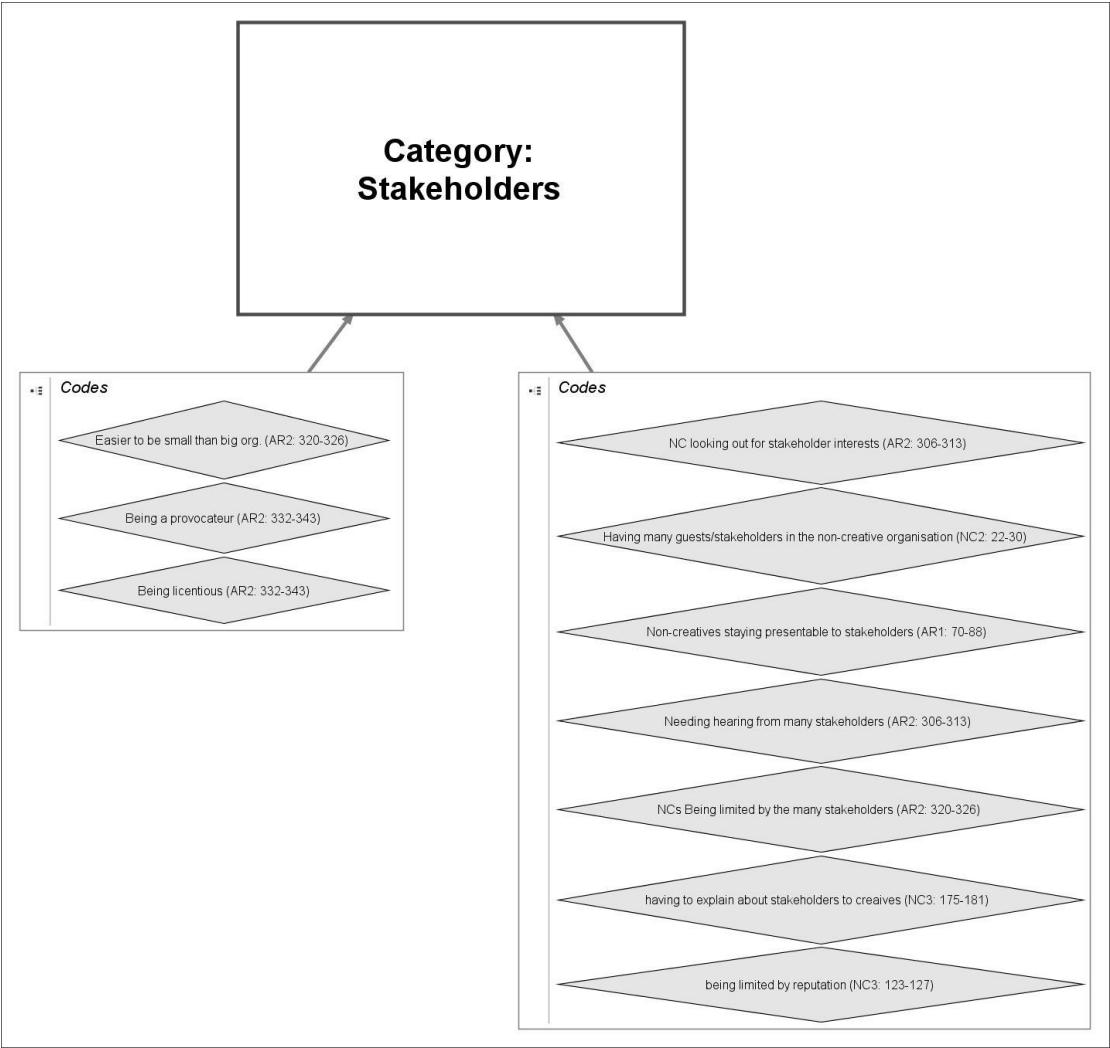 Category:
Stakeholders
Codes
Easier to be small than big org. (AR2: 320-326)
Being a provocateur (AR2: 332-343)
Being licentious (AR2: 332-343)
Codes
NC looking out for stakeholder interests (AR2: 306-313)
Having many guests/stakeholders in the non-creative organisation (NC2: 22-30)
Non-creatives staying presentable to stakeholders (AR1: 70-88)
Needing hearing from many stakeholders (AR2: 306-313)
NCs Being limited by the many stakeholders (AR2: 320-326)
having to explain about stakeholders to creaives (NC3: 175-181)
being limited by reputation (NC3: 123-127)